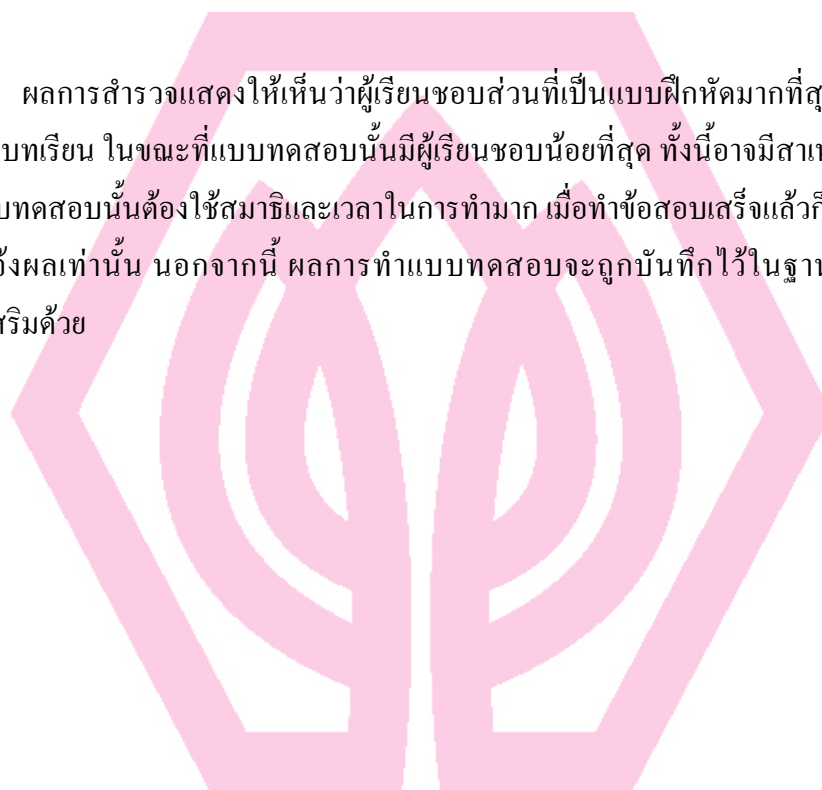 ผลการสำรวจแสดงให้เห็นว่าผู้เรียนชอบส่วนที่เป็นแบบฝึกหัดมากที่สุ
บทเรียน ในขณะที่แบบทดสอบนั้นมีผู้เรียนชอบน้อยที่สุด ทั้งนี้อาจมีสาเห
บทดสอบนั้นต้องใช้สมาธิและเวลาในการทำมาก เมื่อทำข้อสอบเสร็จแล้วก็
จ้งผลเท่านั้น นอกจากนี้ ผลการทำแบบทดสอบจะถูกบันทึกไว้ในฐาน
สริมด้วย